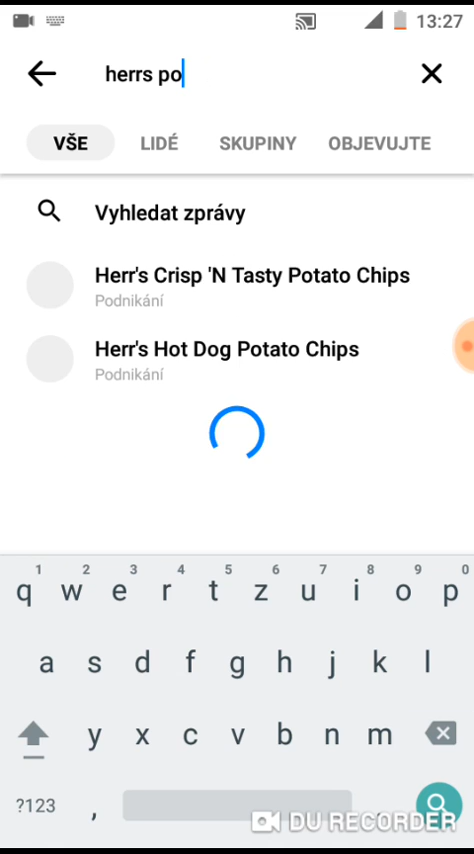 13:27
herrs po
VŠE LIDÉ SKUPINY OBJEVUJTE
Vyhledat zprávy
Herr's Crisp 'N Tasty Potato Chips
Podnikání
Herr's Hot Dog Potato Chips
Podnikání
1 2 3 4 5 6 7 8 9 0
q w e r t z u i o p
a s d f g h j k l
y x c v b n m
?123 ,
DU RECORDER